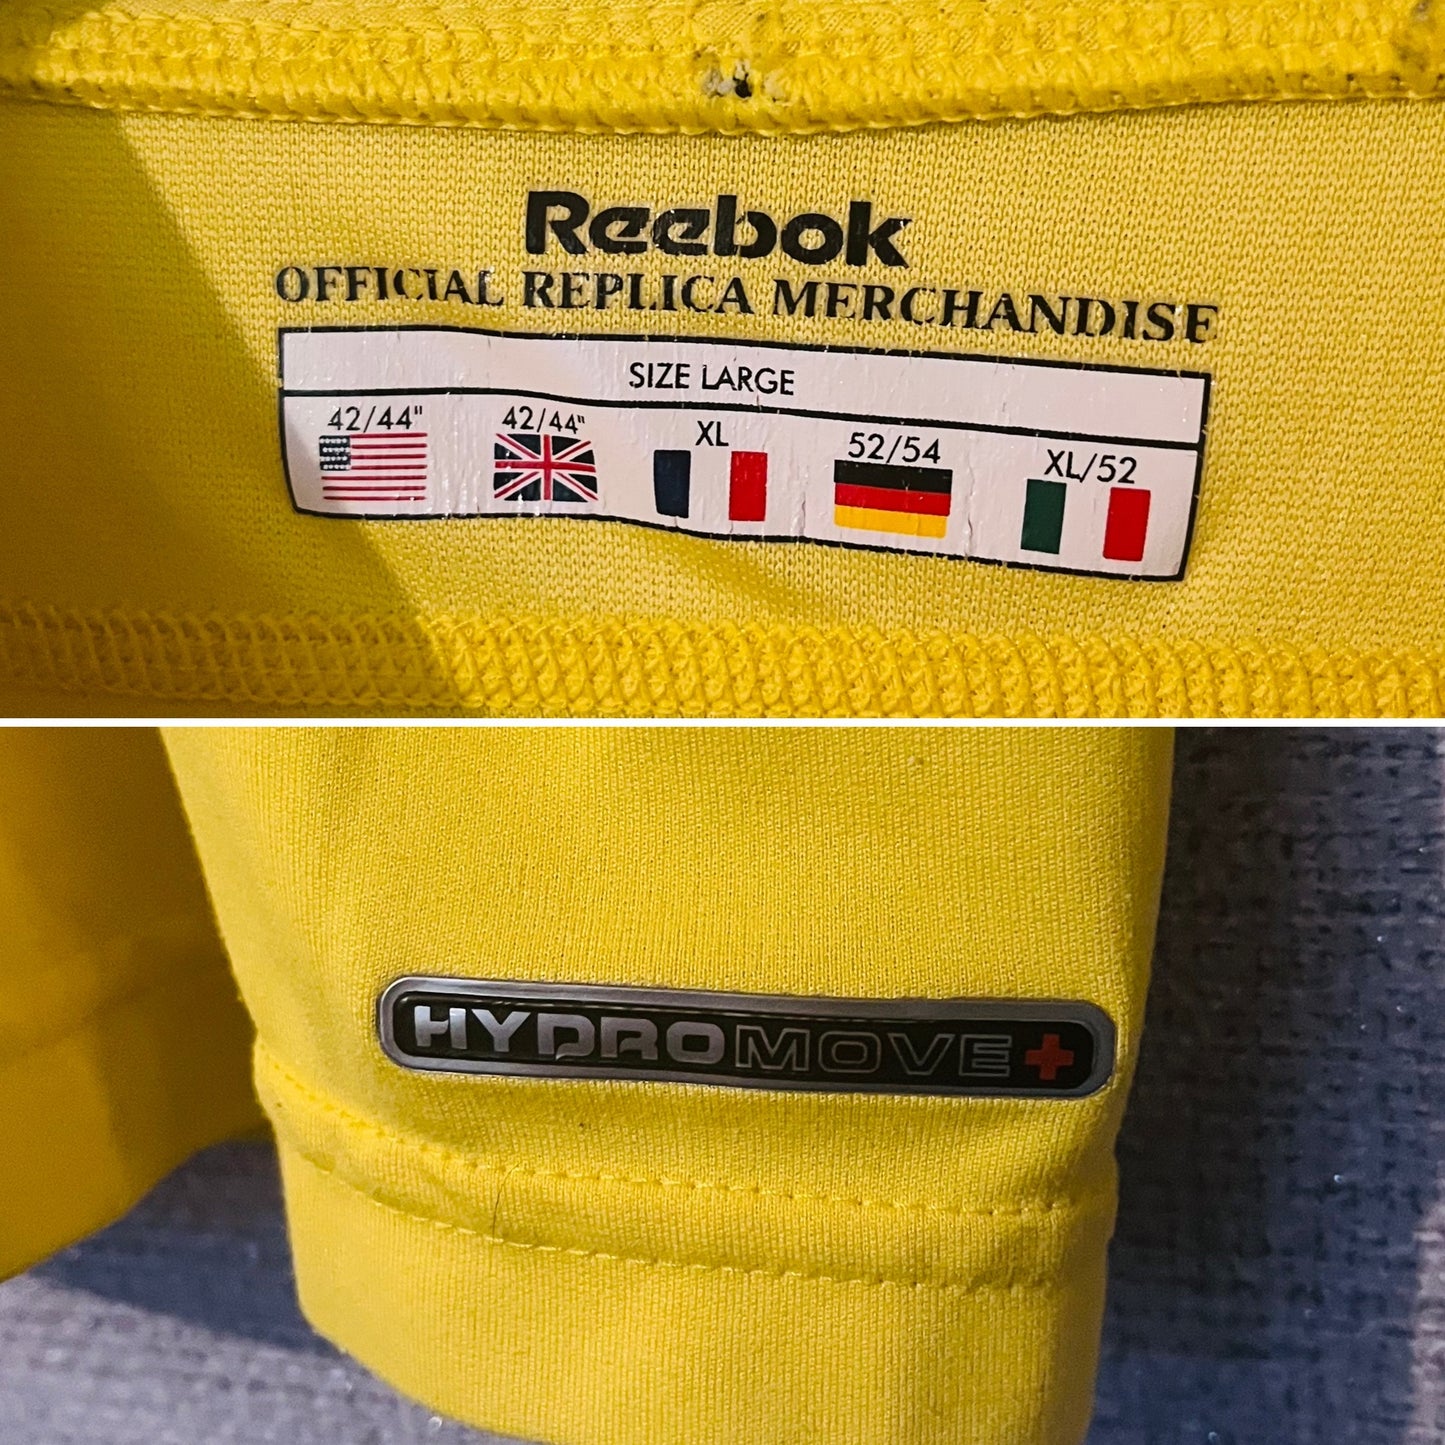 Reebok
OFFICIAL REPLICA MERCHANDISE
SIZE LARGE
42/44" 42/44" XL 52/54 XL/52
HYDROMOVE+